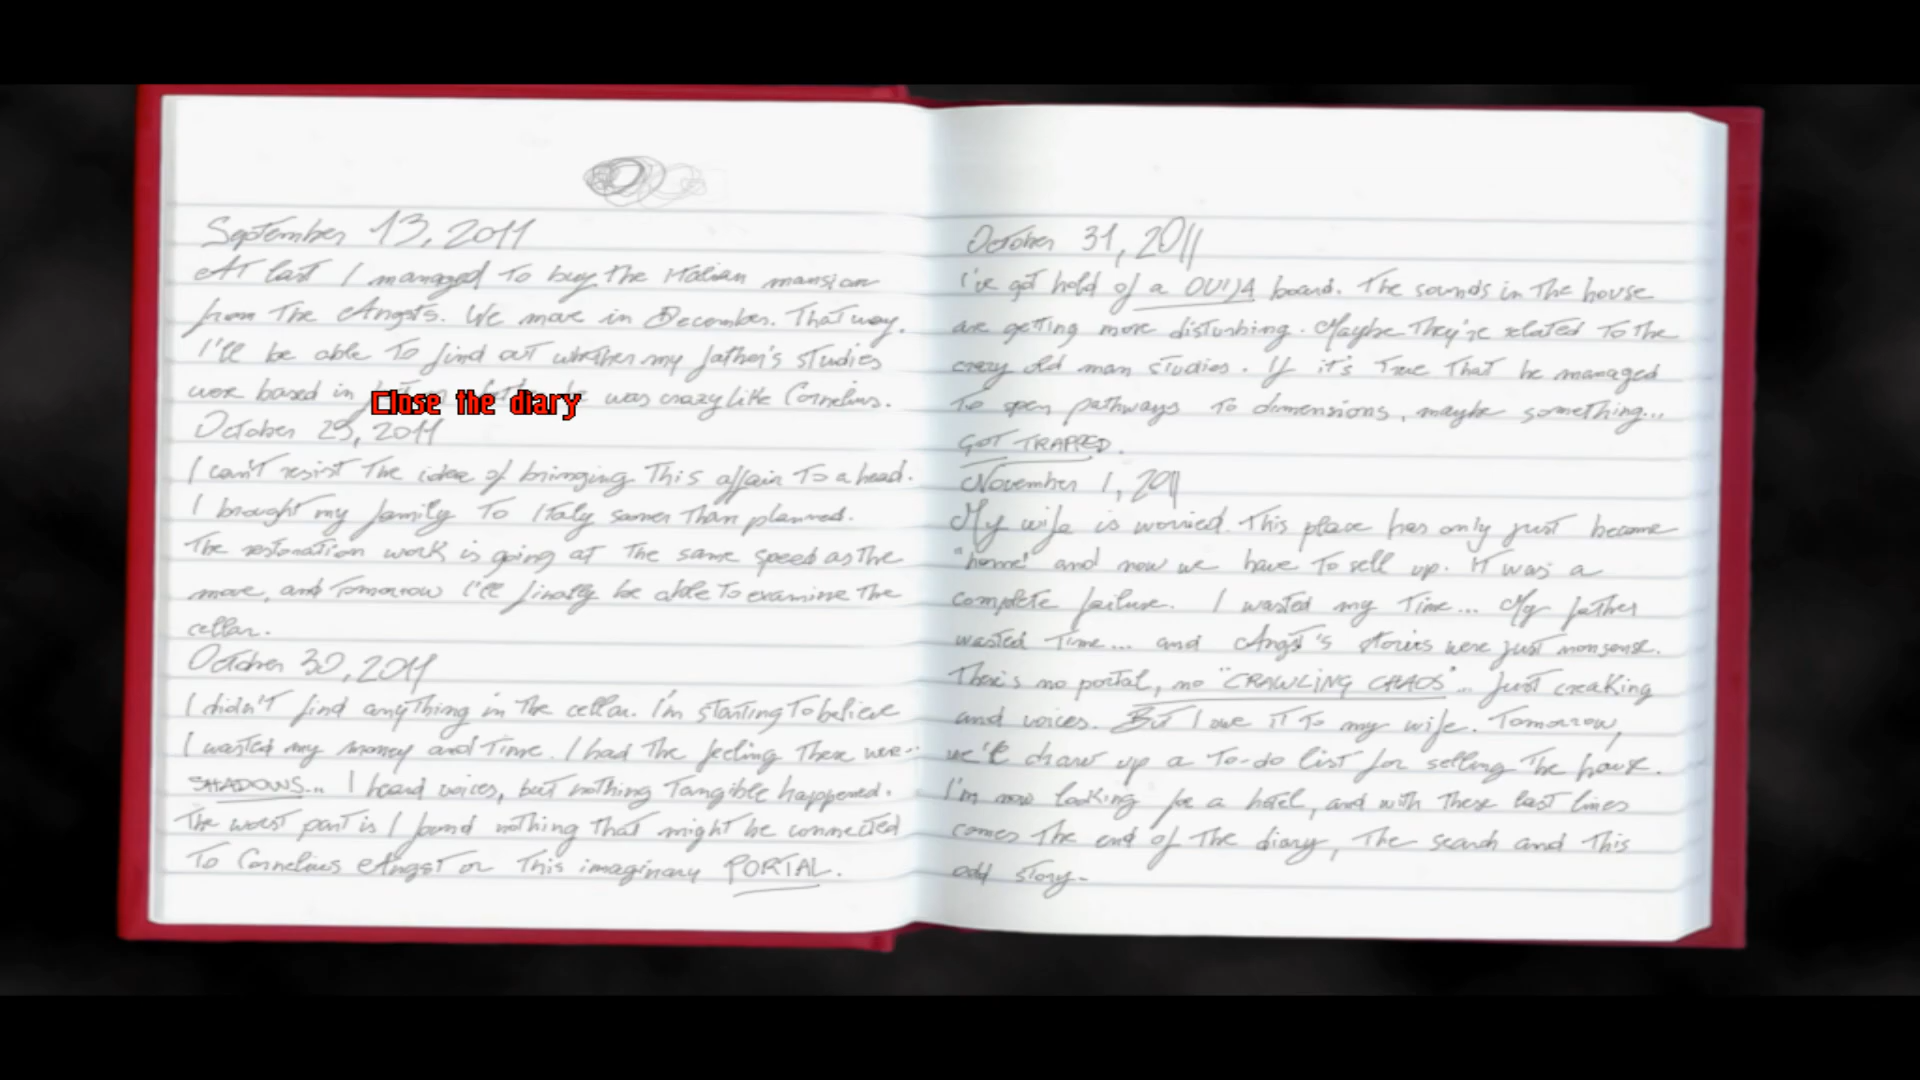 September 13, 2011
At last I managed to buy the Italian mansion
from the Angsts. We move in December. That way,
I'll be able to find out whether my father's studies
were based in was crazy like Cornelius.
Close the diary
October 29, 2011
I can't resist the idea of bringing this affair to a head.
I brought my family to Italy sooner than planned.
The restoration work is going at the same speed as the
move, and tomorrow I'll finally be able to examine the
cellar.
October 30, 2011
I didn't find anything in the cellar. I'm starting to believe
I wasted my money and time. I had the feeling there were...
SHADOWS... I heard voices, but nothing tangible happened.
The worst part is I found nothing that might be connected
to Cornelius Angst or this imaginary PORTAL.
October 31, 2011
I've got hold of a OUIJA board. The sounds in the house
are getting more disturbing. Maybe they're related to the
crazy old man studies. If it's true that he managed
to open pathways to dimensions, maybe something...
GOT TRAPPED.
November 1, 2011
My wife is worried. This place has only just become
"home" and now we have to sell up. It was a
complete failure. I wasted my time... My father
wasted time... and Angst's stories were just nonsense.
There's no portal, no "CRAWLING CHAOS"... just creaking
and voices. But I owe it to my wife. Tomorrow,
we'll draw up a to-do list for selling the house.
I'm now looking for a hotel, and with these last lines
comes the end of the diary, the search and this
odd story.